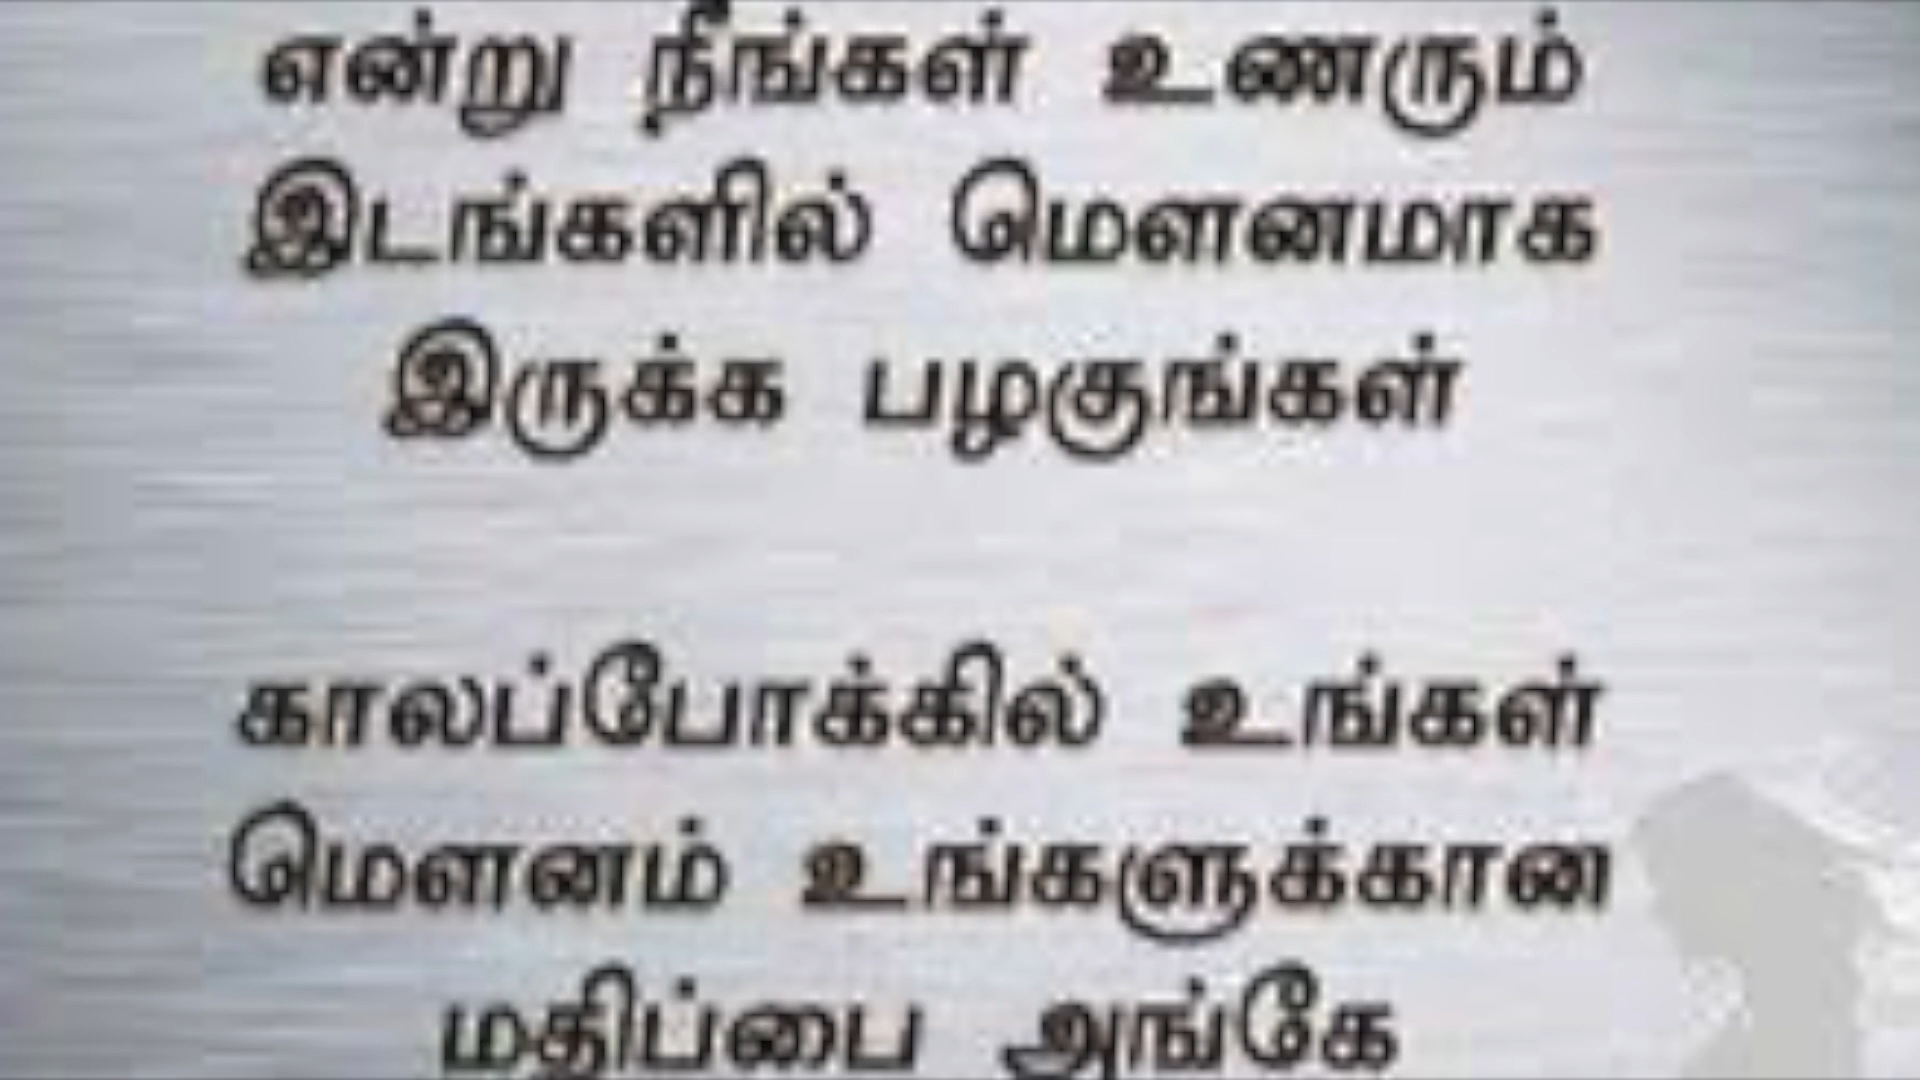 என்று நீங்கள் உணரும்
இடங்களில் மௌனமாக
இருக்க பழகுங்கள்
காலப்போக்கில் உங்கள்
மௌனம் உங்களுக்கான
மதிப்பை அங்கே